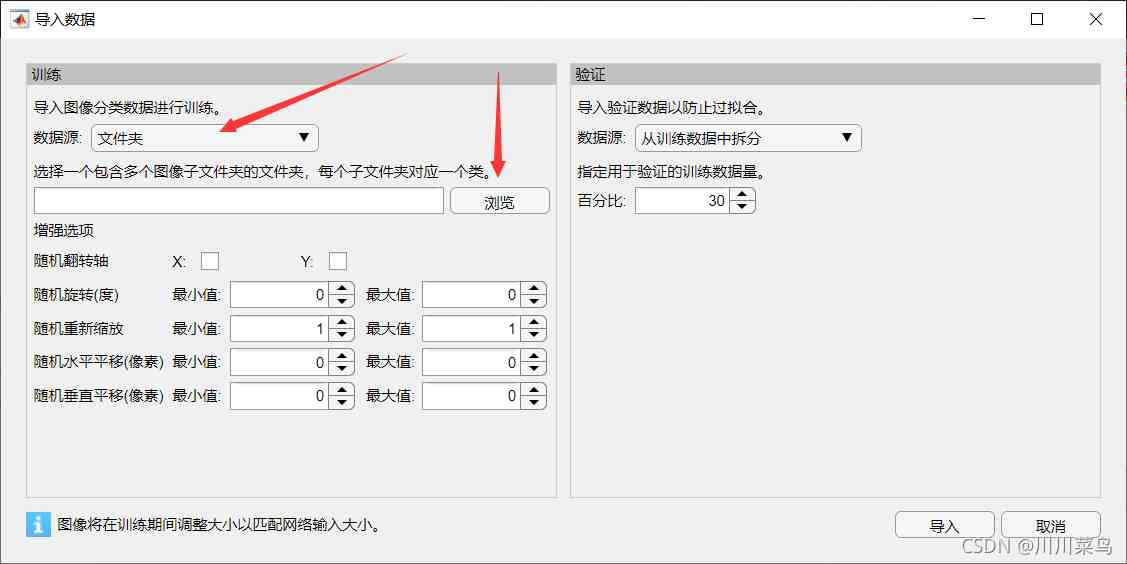 导入数据
训练
导入图像分类数据进行训练。
数据源: 文件夹
选择一个包含多个图像子文件夹的文件夹，每个子文件夹对应一个类。
浏览
增强选项
随机翻转轴 X: Y:
随机旋转(度) 最小值: 0 最大值: 0
随机重新缩放 最小值: 1 最大值: 1
随机水平平移(像素) 最小值: 0 最大值: 0
随机垂直平移(像素) 最小值: 0 最大值: 0
验证
导入验证数据以防止过拟合。
数据源: 从训练数据中拆分
指定用于验证的训练数据量。
百分比: 30
图像将在训练期间调整大小以匹配网络输入大小。
导入 取消
CSDN @川川菜鸟